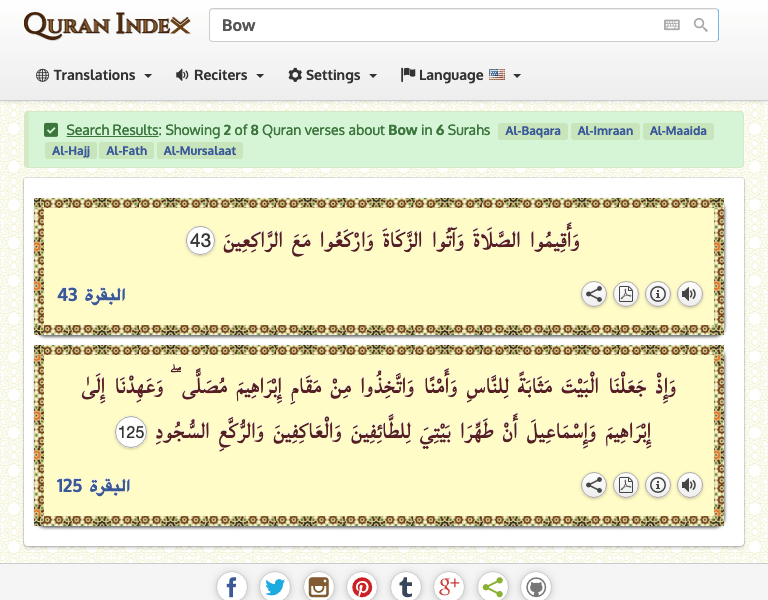 QURAN INDEX
Bow
Translations Reciters Settings Language
Search Results: Showing 2 of 8 Quran verses about Bow in 6 Surahs Al-Baqara Al-Imraan Al-Maaida
Al-Hajj Al-Fath Al-Mursalaat
وَأَقِيمُوا الصَّلَاةَ وَآتُوا الزَّكَاةَ وَارْكَعُوا مَعَ الرَّاكِعِينَ 43
البقرة 43
وَإِذْ جَعَلْنَا الْبَيْتَ مَثَابَةً لِلنَّاسِ وَأَمْنًا وَاتَّخِذُوا مِنْ مَقَامِ إِبْرَاهِيمَ مُصَلًّى ۖ وَعَهِدْنَا إِلَىٰ
إِبْرَاهِيمَ وَإِسْمَاعِيلَ أَنْ طَهِّرَا بَيْتِيَ لِلطَّائِفِينَ وَالْعَاكِفِينَ وَالرُّكَّعِ السُّجُودِ 125
البقرة 125